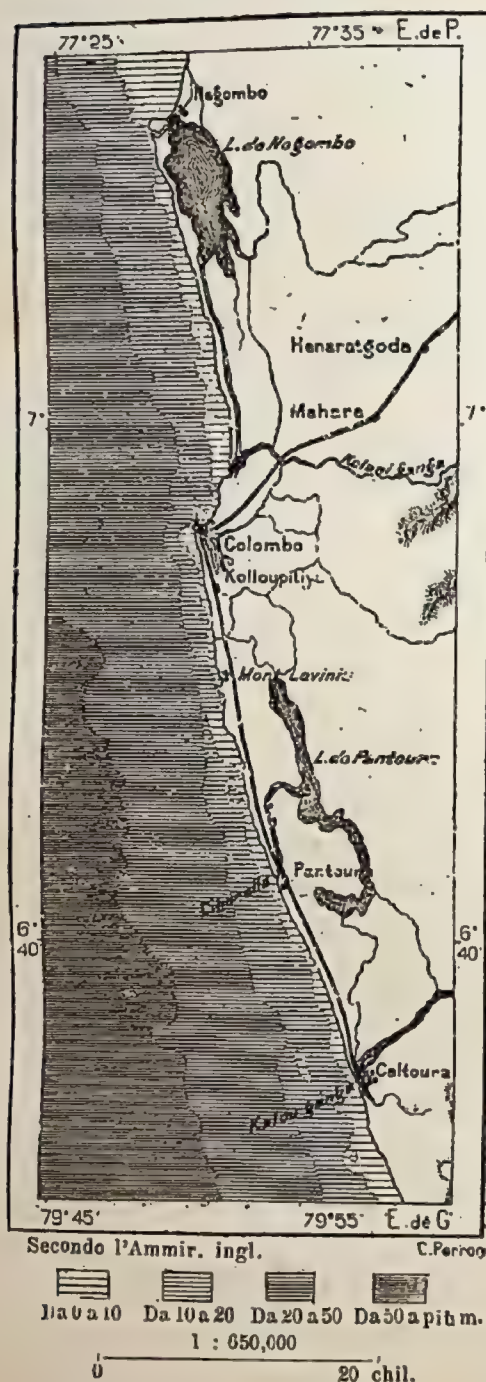 77° 25' 77° 35' E. de P.
Negombo
L. de Negombo
Henaratgoda
7° Mahara 7°
Kelani Ganga
Colombo
Kolloupitiya
Mont Lavinia
L. de Pantoura
Pantoura
6° 40' 6° 40'
Caltoura
Kalou ganga
79° 45' 79° 55' E. de G.
Secondo l'Ammir. ingl. C. Perron
Da 0 a 10 Da 10 a 20 Da 20 a 50 Da 50 a più m.
1 : 650,000
0 20 chil.